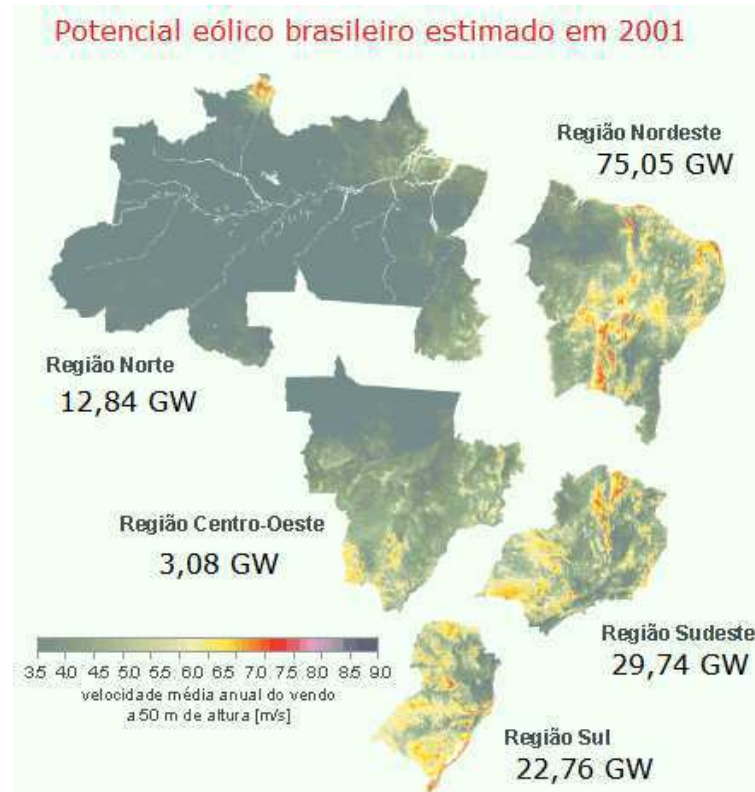 Potencial eólico brasileiro estimado em 2001
Região Nordeste
75,05 GW
Região Norte
12,84 GW
Região Centro-Oeste
3,08 GW
Região Sudeste
29,74 GW
3.5 4.0 4.5 5.0 5.5 6.0 6.5 7.0 7.5 8.0 8.5 9.0
velocidade média anual do vendo
a 50 m de altura [m/s]
Região Sul
22,76 GW